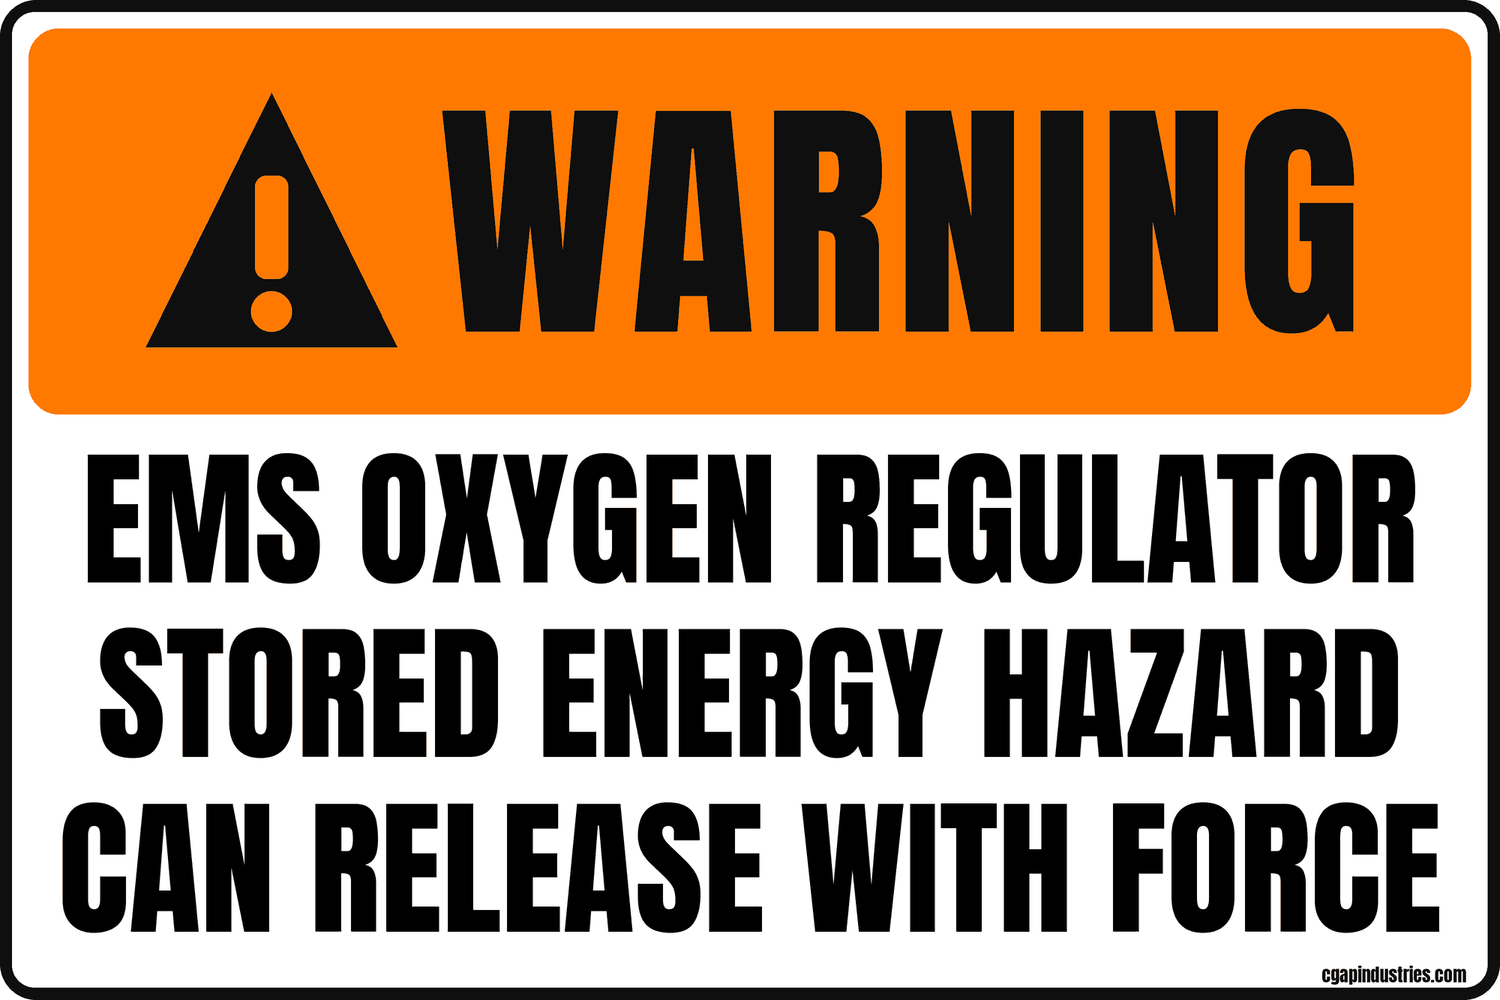 WARNING
EMS OXYGEN REGULATOR
STORED ENERGY HAZARD
CAN RELEASE WITH FORCE
cgapindustries.com